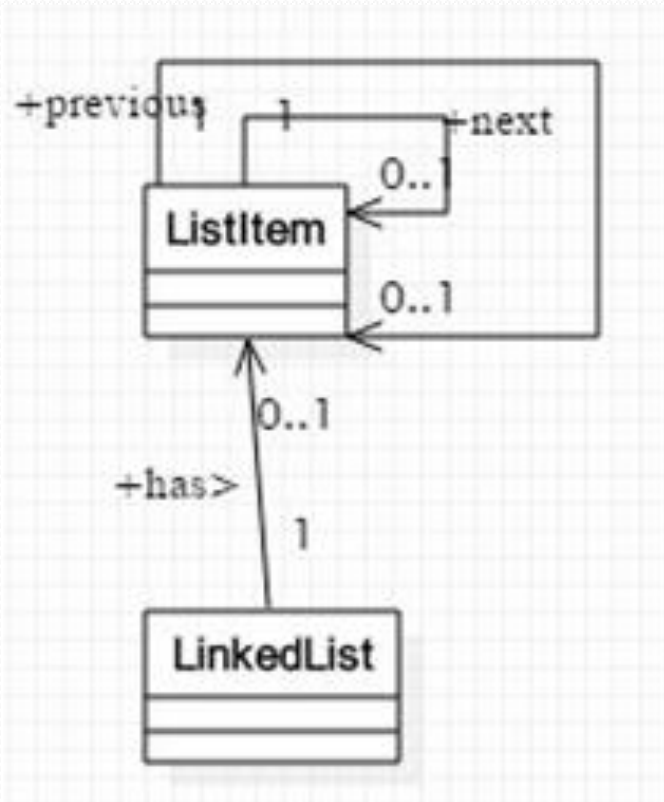 +previous
1
1
+next
0..1
ListItem
0..1
0..1
+has>
1
LinkedList